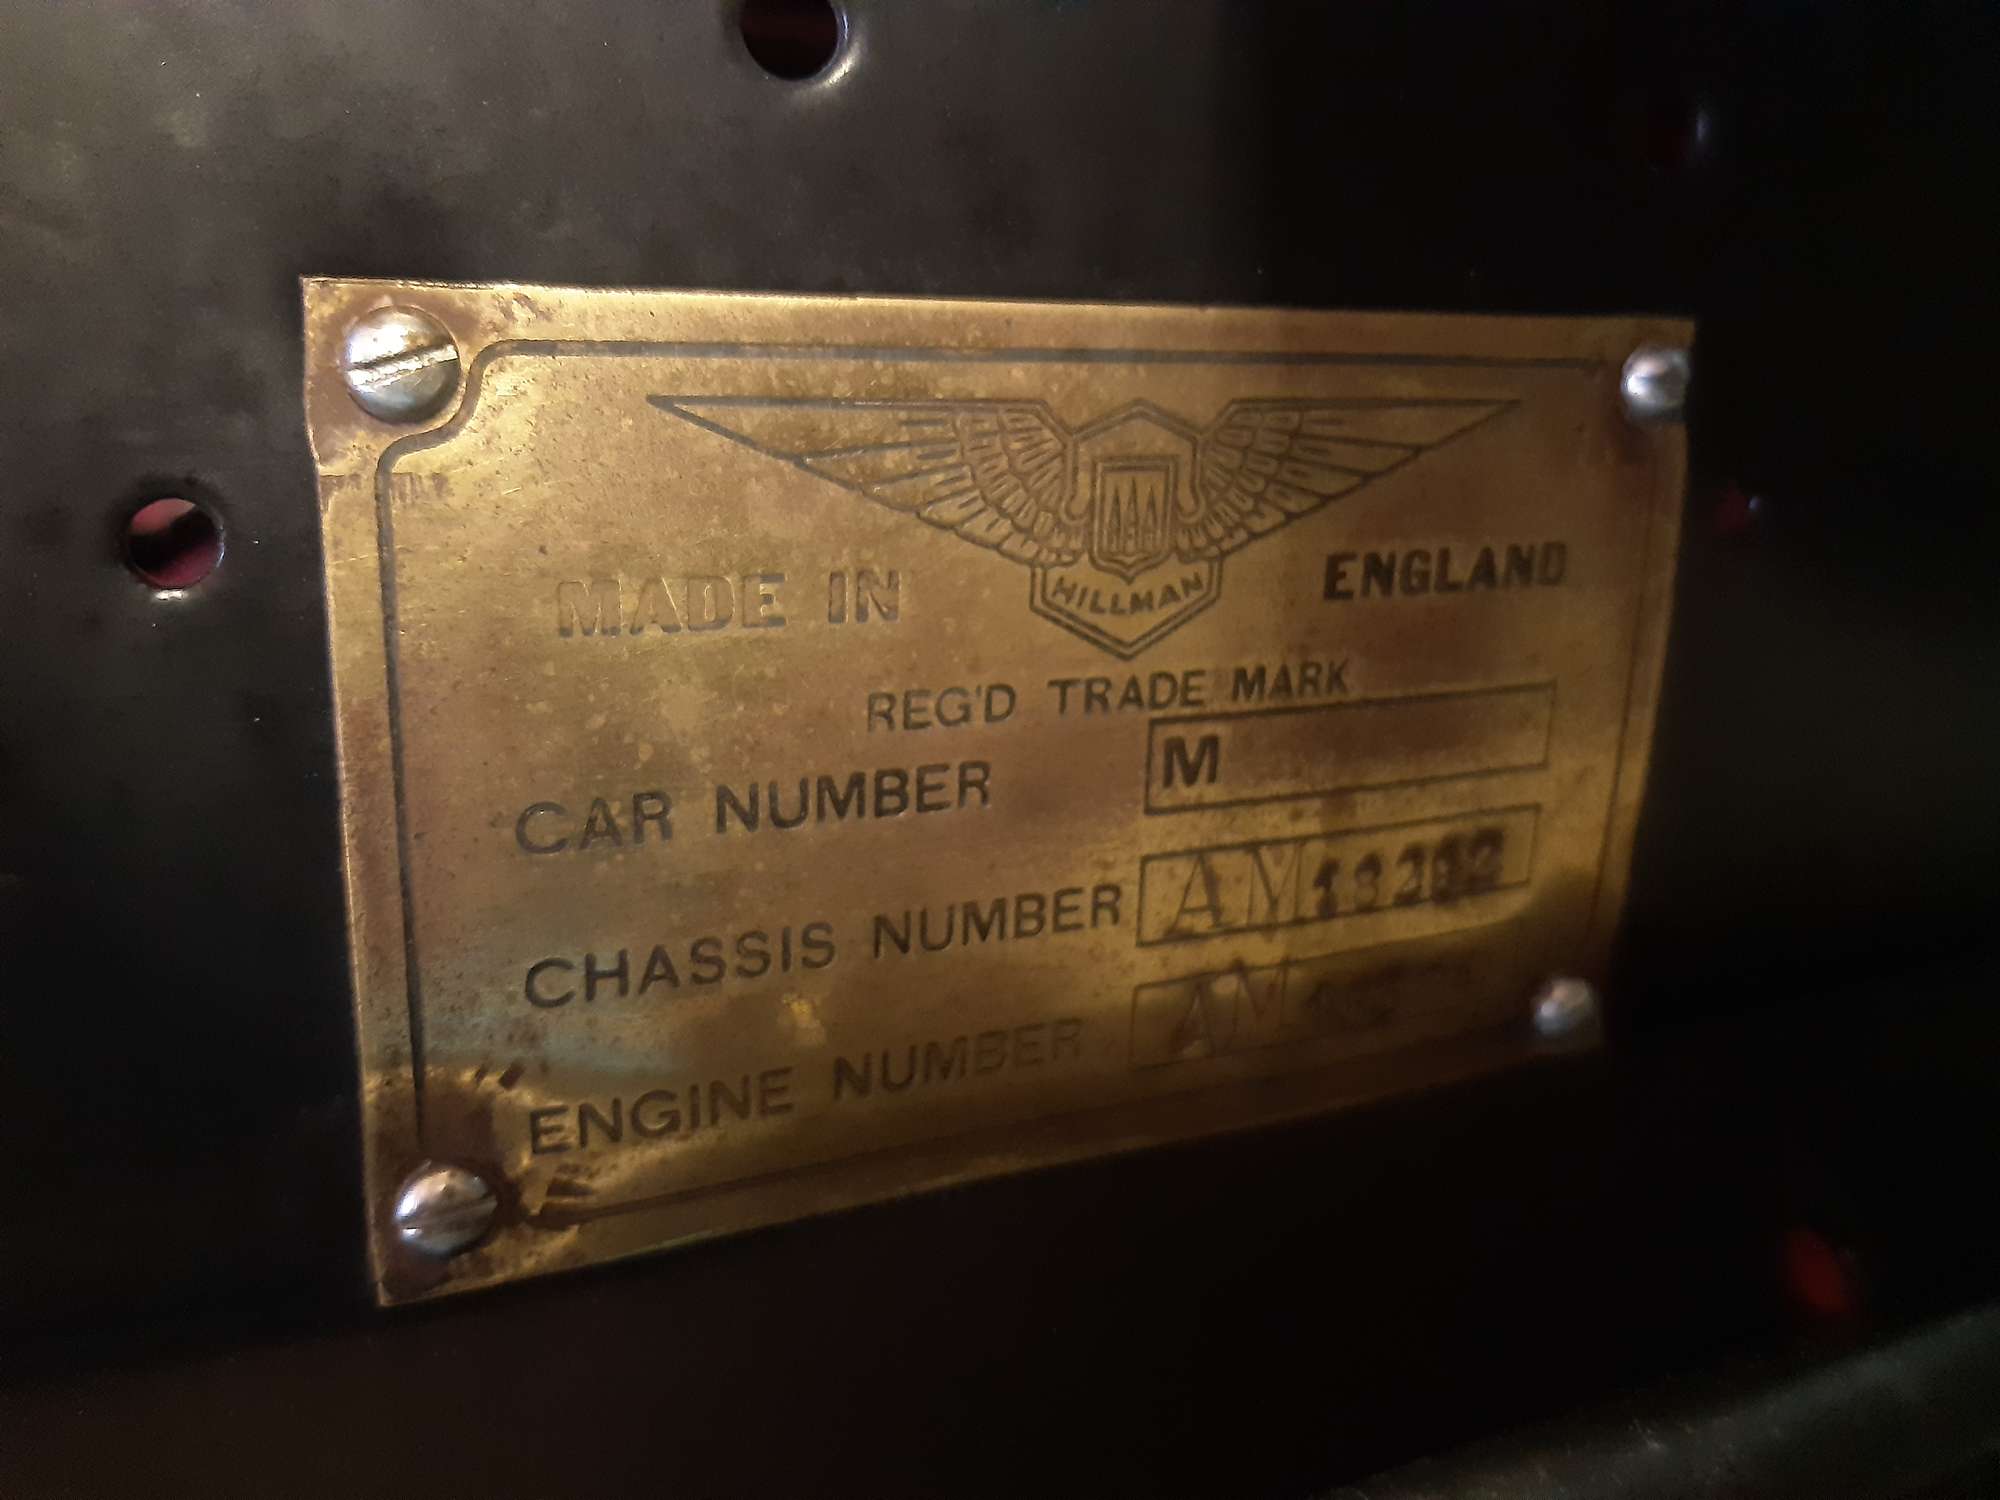 HILLMAN
MADE IN ENGLAND
REG'D TRADE MARK
CAR NUMBER M
CHASSIS NUMBER AM
ENGINE NUMBER AM